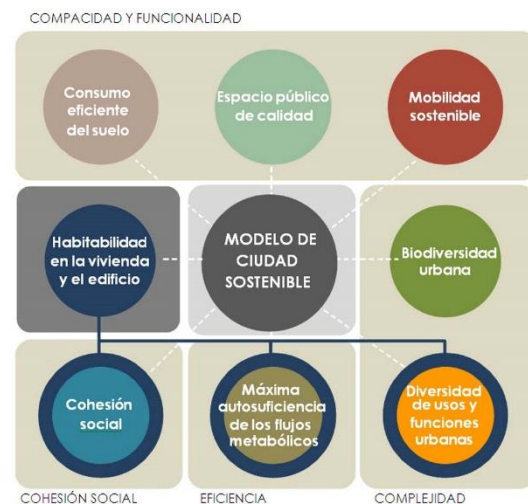 COMPACIDAD Y FUNCIONALIDAD
Consumo
eficiente
del suelo
Espacio público
de calidad
Mobilidad
sostenible
Habitabilidad
en la vivienda
y el edificio
MODELO DE
CIUDAD
SOSTENIBLE
Biodiversidad
urbana
Cohesión
social
Máxima
autosuficiencia
de los flujos
metabólicos
Diversidad
de usos y
funciones
urbanas
COHESIÓN SOCIAL
EFICIENCIA
COMPLEJIDAD